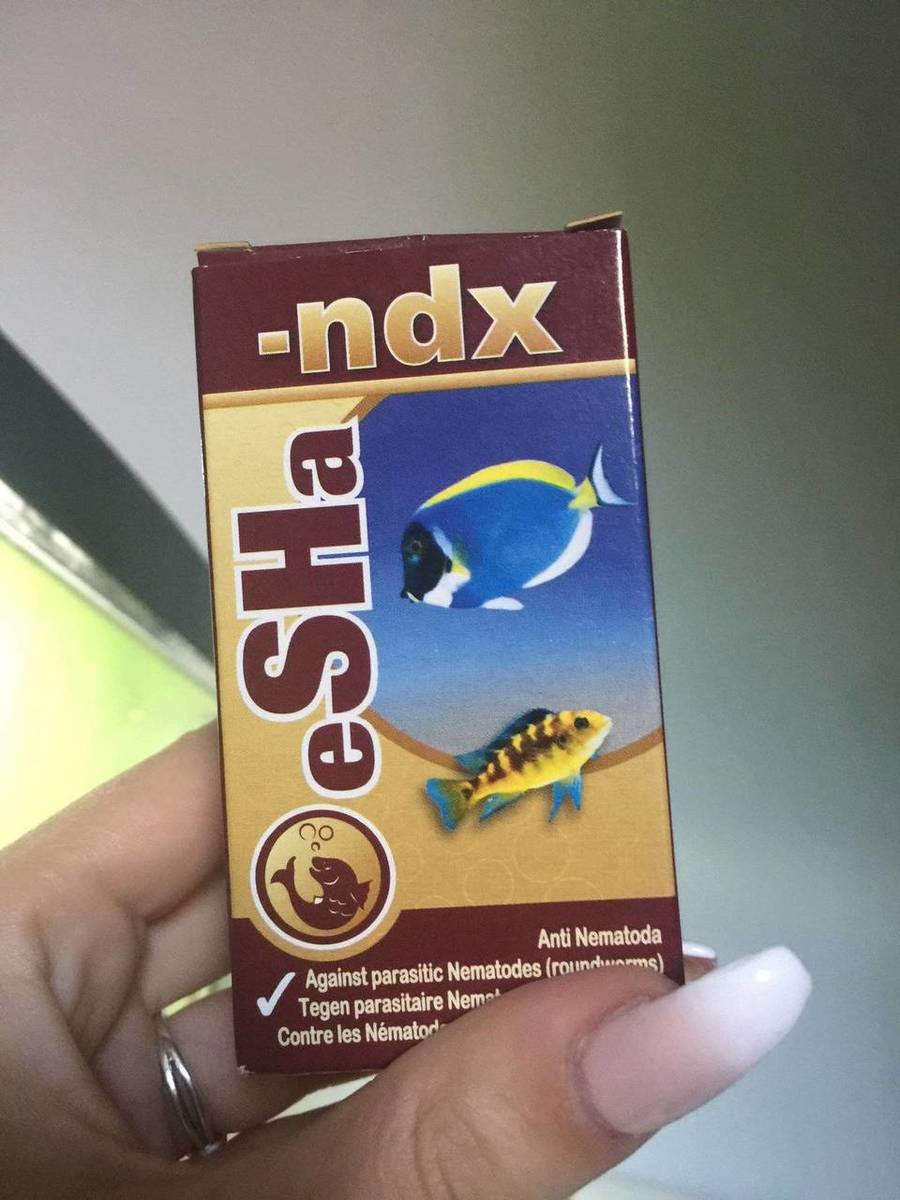 -ndx
eSHa
Anti Nematoda
Against parasitic Nematodes (roundworms)
Tegen parasitaire
Contre les